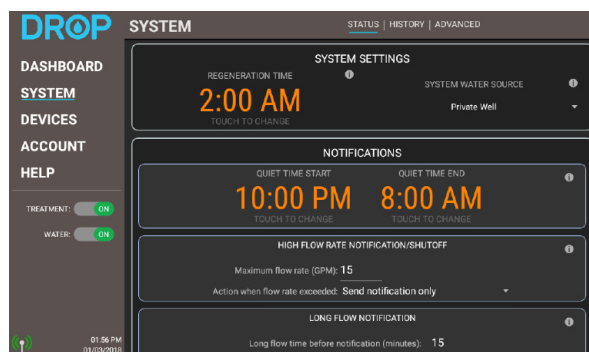 DROP
SYSTEM
STATUS | HISTORY | ADVANCED
DASHBOARD
SYSTEM
DEVICES
ACCOUNT
HELP
TREATMENT: ON
WATER: ON
01:56 PM
01/03/2018
SYSTEM SETTINGS
REGENERATION TIME
2:00 AM
TOUCH TO CHANGE
SYSTEM WATER SOURCE
Private Well
NOTIFICATIONS
QUIET TIME START
10:00 PM
TOUCH TO CHANGE
QUIET TIME END
8:00 AM
TOUCH TO CHANGE
HIGH FLOW RATE NOTIFICATION/SHUTOFF
Maximum flow rate (GPM): 15
Action when flow rate exceeded: Send notification only
LONG FLOW NOTIFICATION
Long flow time before notification (minutes): 15